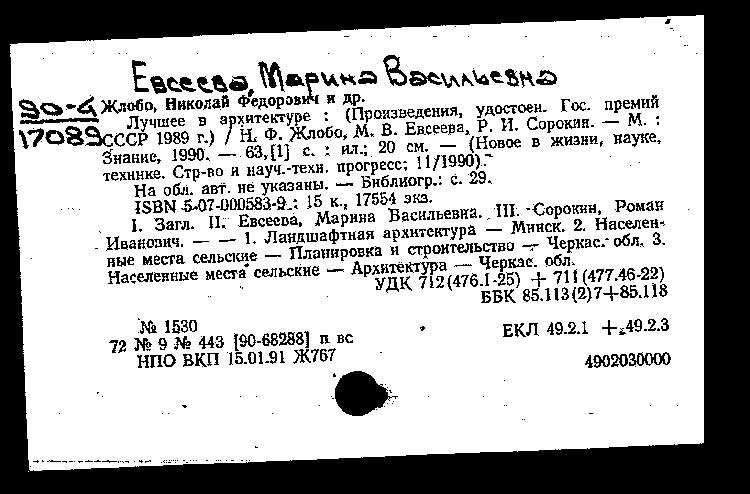 Евсеева, Марина Васильевна
90-4
17089
Жлобо, Николай Федорович и др.
Лучшее в архитектуре : (Произведения, удостоен. Гос. премий
СССР 1989 г.) / Н. Ф. Жлобо, М. В. Евсеева, Р. И. Сорокин. — М. :
Знание, 1990. — 63,[1] с. : ил.; 20 см. — (Новое в жизни, науке,
технике. Стр-во и науч.-техн. прогресс; 11/1990).
На обл. авт. не указаны. — Библиогр.: с. 29.
ISBN 5-07-000583-9 : 15 к., 17554 экз.
I. Загл. II. Евсеева, Марина Васильевна. III. Сорокин, Роман
Иванович. — — 1. Ландшафтная архитектура — Минск. 2. Населен-
ные места сельские — Планировка и строительство — Черкас. обл. 3.
Населенные места сельские — Архитектура — Черкас. обл.
УДК 712(476.1-25) + 711(477.46-22)
ББК 85.113(2)7+85.118
№ 1530
72 № 9 № 443 [90-68288] п вс
НПО ВКП 15.01.91 Ж767
ЕКЛ 49.2.1 + 49.2.3
4902030000